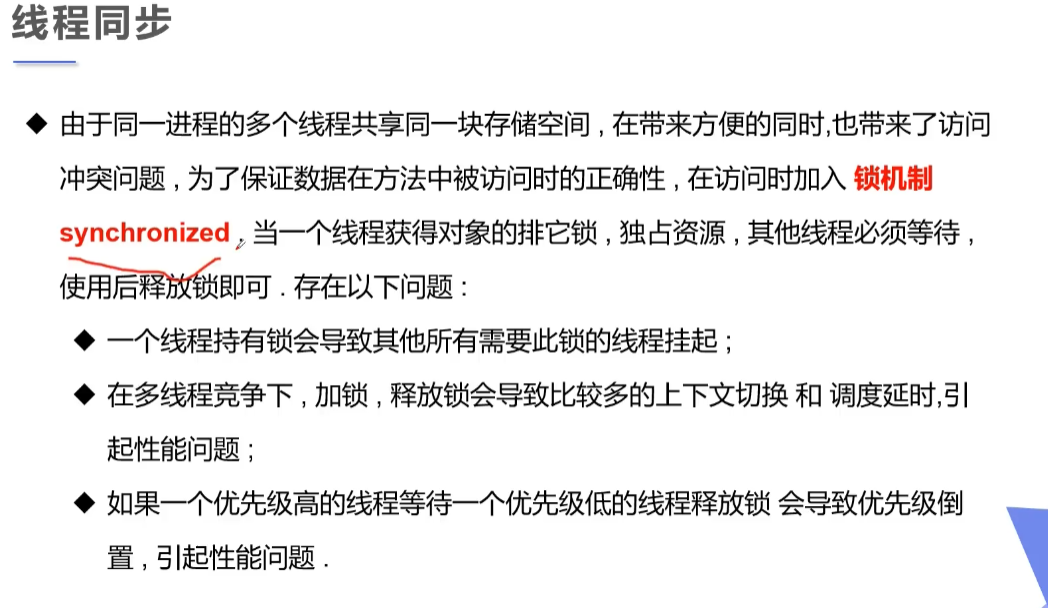 线程同步
◆ 由于同一进程的多个线程共享同一块存储空间 , 在带来方便的同时,也带来了访问
冲突问题 , 为了保证数据在方法中被访问时的正确性 , 在访问时加入 锁机制
synchronized , 当一个线程获得对象的排它锁 , 独占资源 , 其他线程必须等待 ,
使用后释放锁即可 . 存在以下问题 :
◆ 一个线程持有锁会导致其他所有需要此锁的线程挂起 ;
◆ 在多线程竞争下 , 加锁 , 释放锁会导致比较多的上下文切换 和 调度延时,引
起性能问题 ;
◆ 如果一个优先级高的线程等待一个优先级低的线程释放锁 会导致优先级倒
置 , 引起性能问题 .